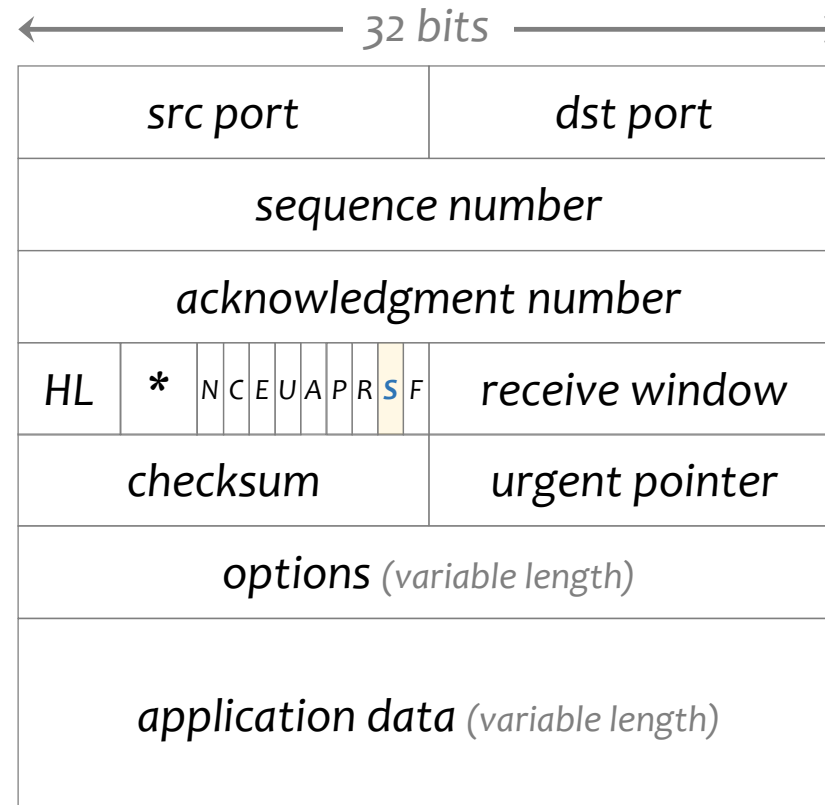 32 bits
src port dst port
sequence number
acknowledgment number
HL * N C E U A P R S F receive window
checksum urgent pointer
options (variable length)
application data (variable length)